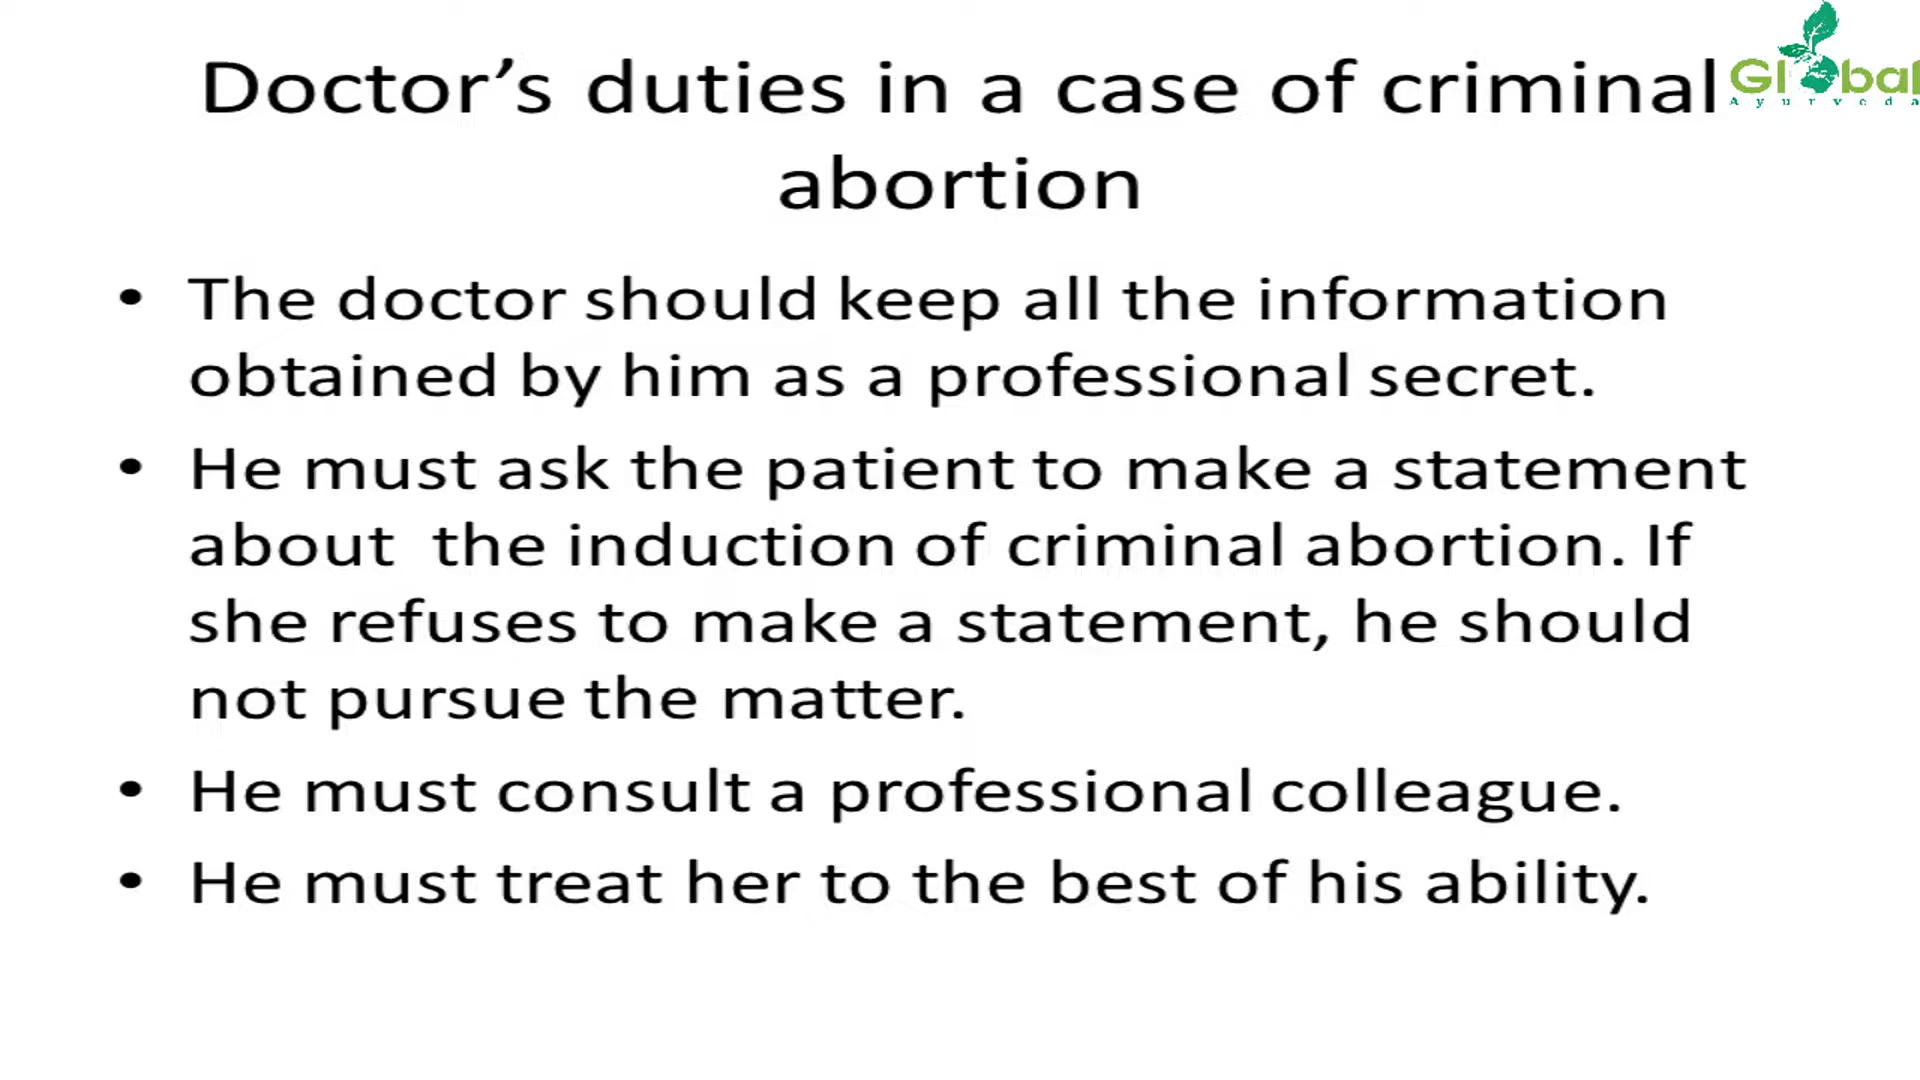 Doctor's duties in a case of criminal
abortion
Global
Ayurveda
• The doctor should keep all the information
obtained by him as a professional secret.
• He must ask the patient to make a statement
about the induction of criminal abortion. If
she refuses to make a statement, he should
not pursue the matter.
• He must consult a professional colleague.
• He must treat her to the best of his ability.